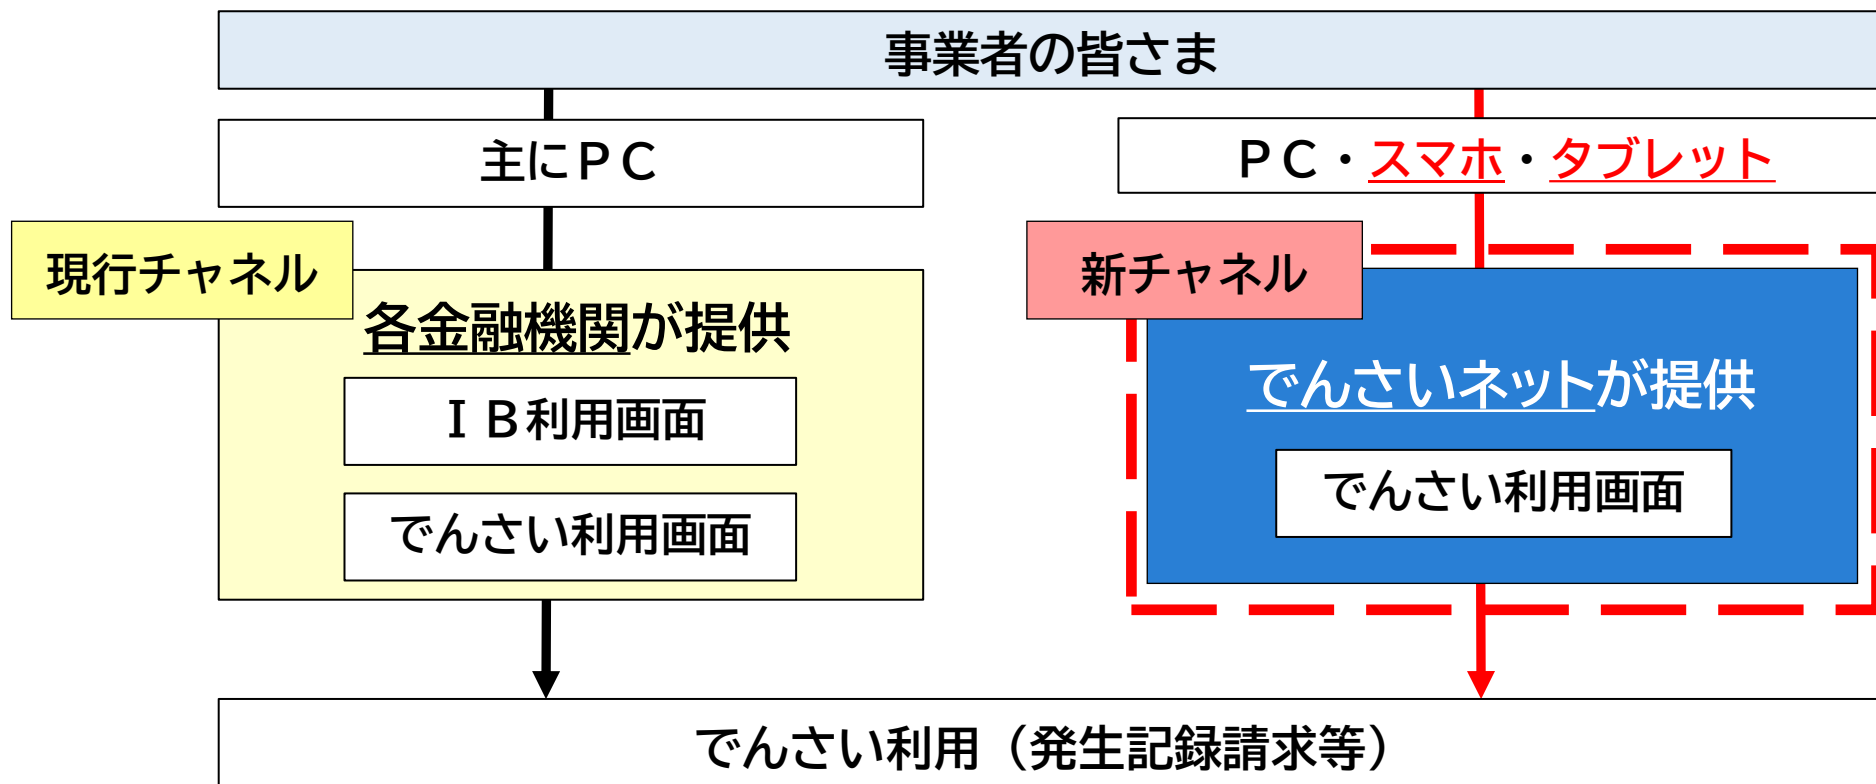 事業者の皆さま
主にＰＣ
ＰＣ・スマホ・タブレット
現行チャネル
各金融機関が提供
ＩＢ利用画面
でんさい利用画面
新チャネル
でんさいネットが提供
でんさい利用画面
でんさい利用（発生記録請求等）